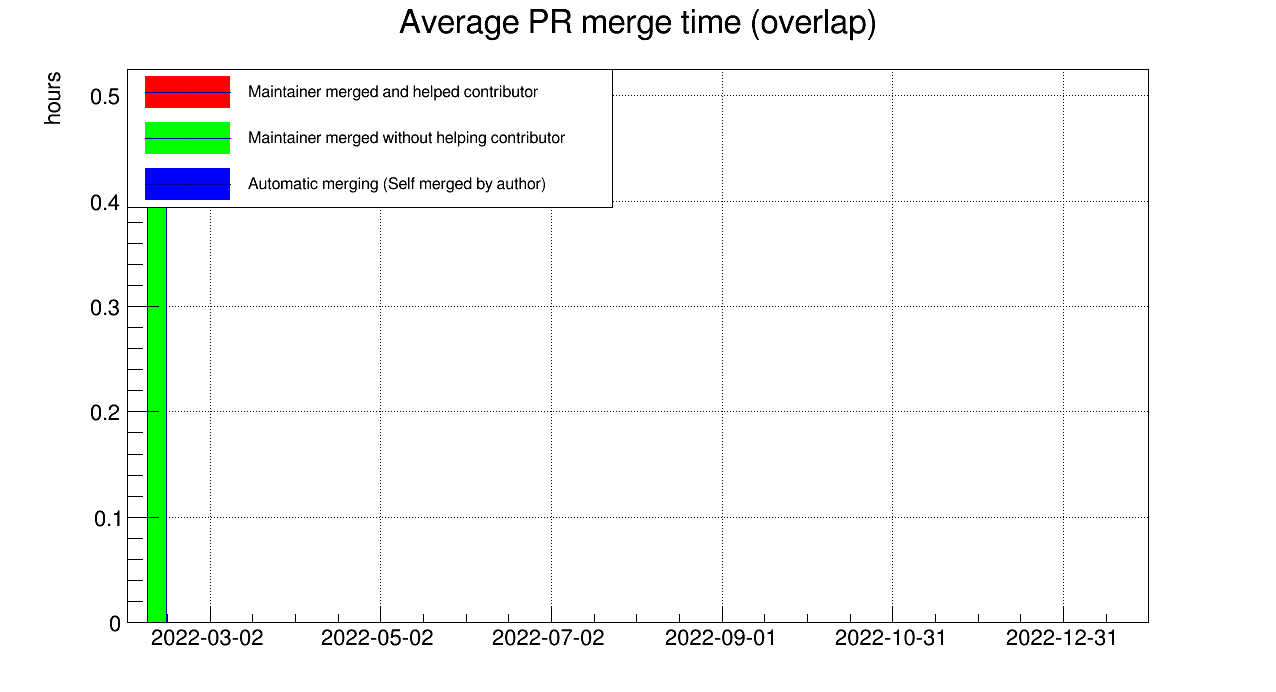 Average PR merge time (overlap)
hours
Maintainer merged and helped contributor
Maintainer merged without helping contributor
Automatic merging (Self merged by author)
0.5
0.4
0.3
0.2
0.1
0
2022-03-02
2022-05-02
2022-07-02
2022-09-01
2022-10-31
2022-12-31